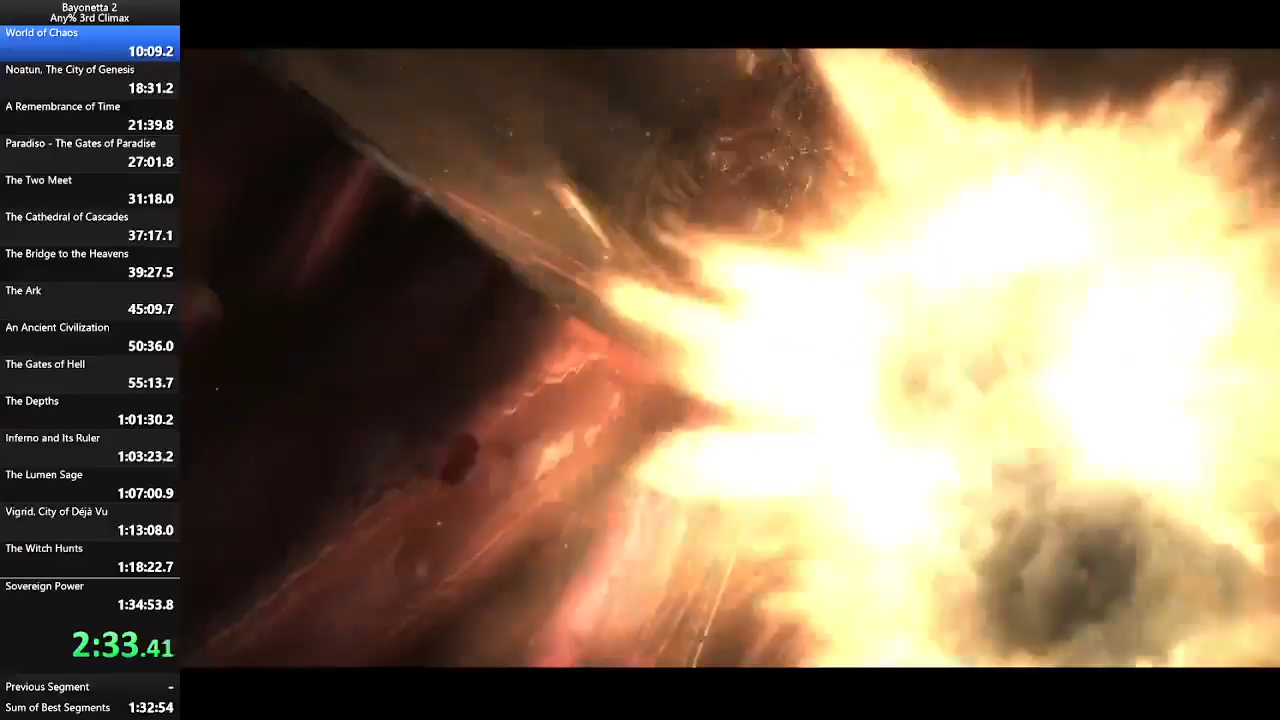 Bayonetta 2
Any% 3rd Climax
World of Chaos
10:09.2
Noatun, The City of Genesis
18:31.2
A Remembrance of Time
21:39.8
Paradiso - The Gates of Paradise
27:01.8
The Two Meet
31:18.0
The Cathedral of Cascades
37:17.1
The Bridge to the Heavens
39:27.5
The Ark
45:09.7
An Ancient Civilization
50:36.0
The Gates of Hell
55:13.7
The Depths
1:01:30.2
Inferno and Its Ruler
1:03:23.2
The Lumen Sage
1:07:00.9
Vigrid, City of Déjà Vu
1:13:08.0
The Witch Hunts
1:18:22.7
Sovereign Power
1:34:53.8
2:33.41
Previous Segment -
Sum of Best Segments 1:32:54